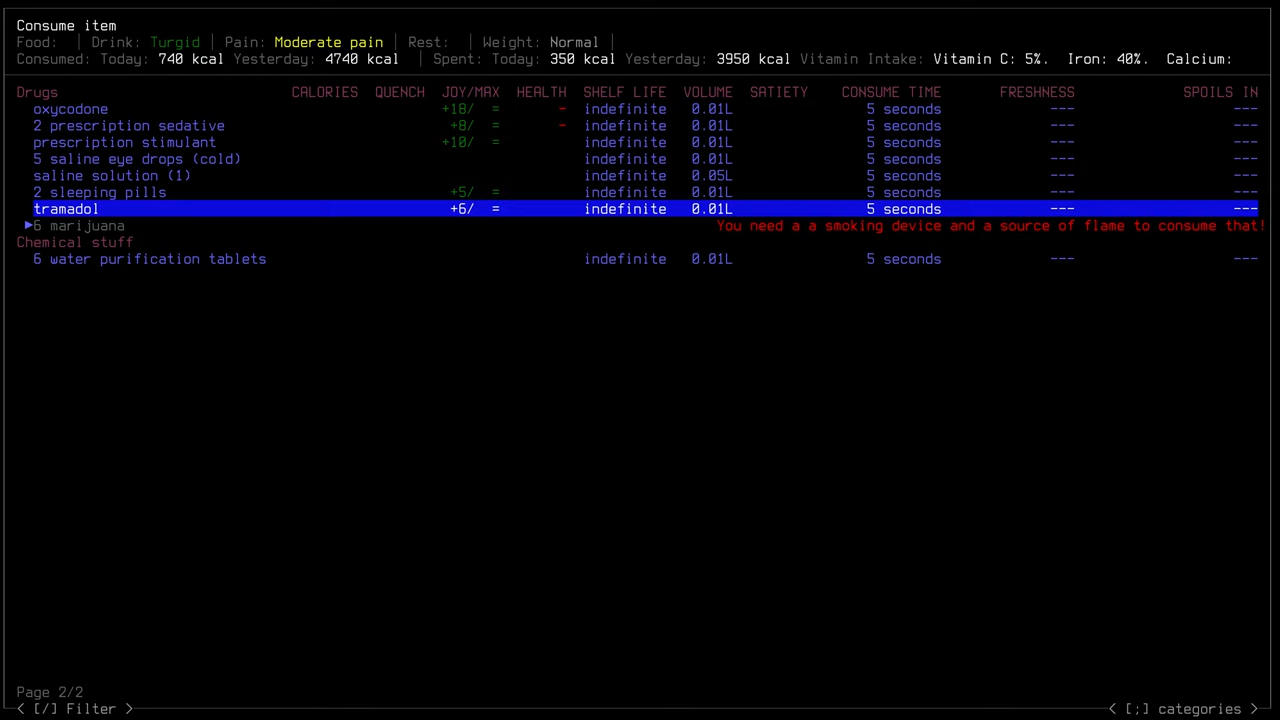 Consume item
Food: | Drink: Turgid | Pain: Moderate pain | Rest: | Weight: Normal |
Consumed: Today: 740 kcal Yesterday: 4740 kcal | Spent: Today: 350 kcal Yesterday: 3950 kcal Vitamin Intake: Vitamin C: 5%. Iron: 40%. Calcium:
Drugs CALORIES QUENCH JOY/MAX HEALTH SHELF LIFE VOLUME SATIETY CONSUME TIME FRESHNESS SPOILS IN
oxycodone +18/ = - indefinite 0.01L 5 seconds --- ---
2 prescription sedative +8/ = - indefinite 0.01L 5 seconds --- ---
prescription stimulant +10/ = indefinite 0.01L 5 seconds --- ---
5 saline eye drops (cold) indefinite 0.01L 5 seconds --- ---
saline solution (1) indefinite 0.05L 5 seconds --- ---
2 sleeping pills +5/ = indefinite 0.01L 5 seconds --- ---
tramadol +6/ = indefinite 0.01L 5 seconds --- ---
▶6 marijuana You need a a smoking device and a source of flame to consume that!
Chemical stuff
6 water purification tablets indefinite 0.01L 5 seconds --- ---
Page 2/2
< [/] Filter > < [;] categories >